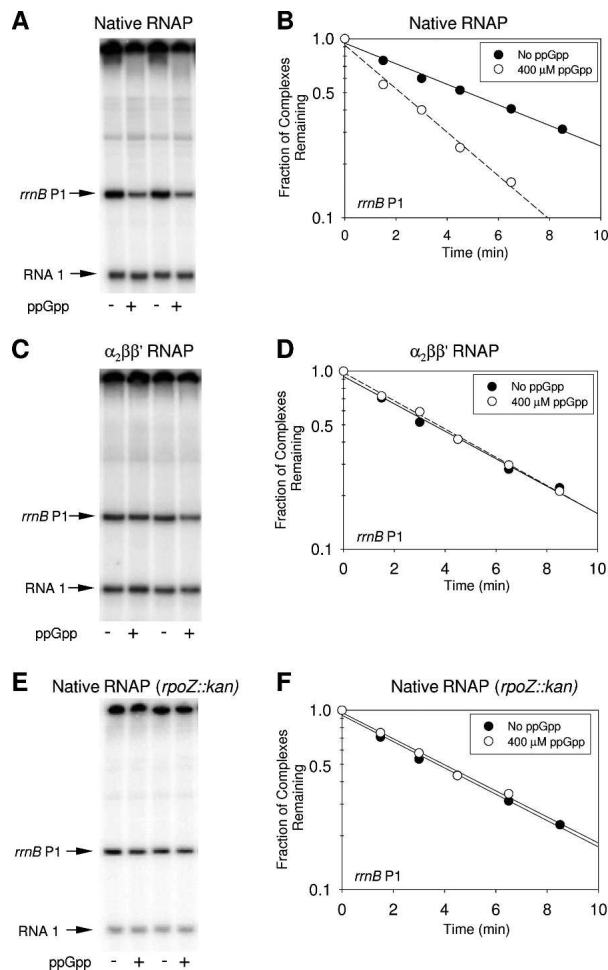 A
Native RNAP
rrnB P1
RNA 1
ppGpp - + - +
B
Native RNAP
Fraction of Complexes
Remaining
1.0
0.5
0.1
No ppGpp
400 μM ppGpp
rrnB P1
0 2 4 6 8 10
Time (min)
C
α2ββ' RNAP
rrnB P1
RNA 1
ppGpp - + - +
D
α2ββ' RNAP
Fraction of Complexes
Remaining
1.0
0.5
0.1
No ppGpp
400 μM ppGpp
rrnB P1
0 2 4 6 8 10
Time (min)
E
Native RNAP (rpoZ::kan)
rrnB P1
RNA 1
ppGpp - + - +
F
Native RNAP (rpoZ::kan)
Fraction of Complexes
Remaining
1.0
0.5
0.1
No ppGpp
400 μM ppGpp
rrnB P1
0 2 4 6 8 10
Time (min)